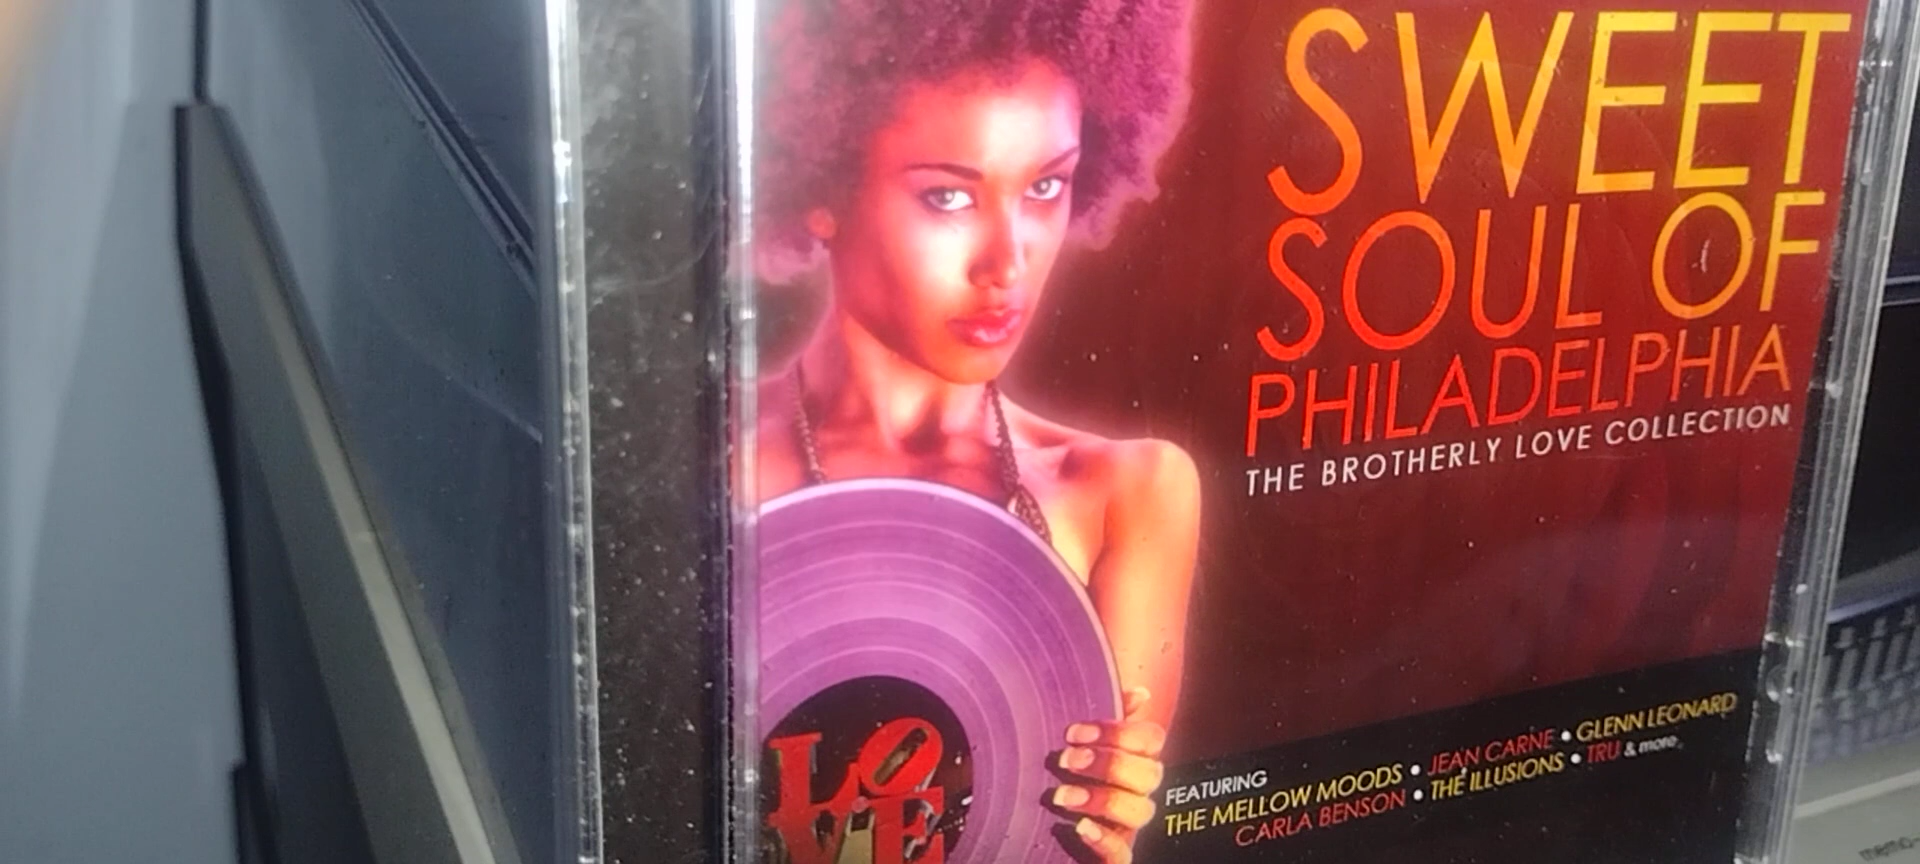 SWEET
SOUL OF
PHILADELPHIA
THE BROTHERLY LOVE COLLECTION
LOVE
FEATURING
THE MELLOW MOODS • JEAN CARNE • GLENN LEONARD
CARLA BENSON • THE ILLUSIONS • TRU & more